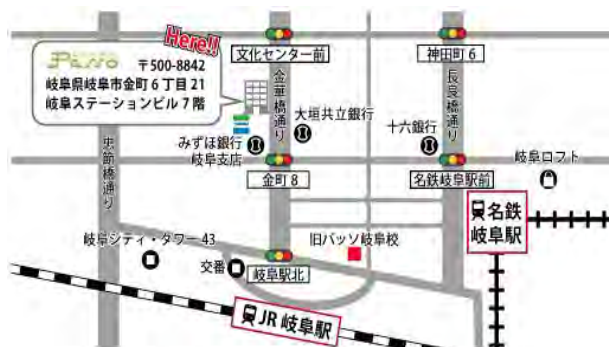 Here!!
〒500-8842
岐阜県岐阜市金町6丁目21
岐阜ステーションビル7階
文化センター前
神田町6
金華橋通り
長良橋通り
忠節橋通り
大垣共立銀行
十六銀行
みずほ銀行
岐阜支店
金町8
名鉄岐阜駅前
岐阜ロフト
名鉄
岐阜駅
岐阜シティ・タワー43
旧パッソ岐阜校
交番
岐阜駅北
JR岐阜駅